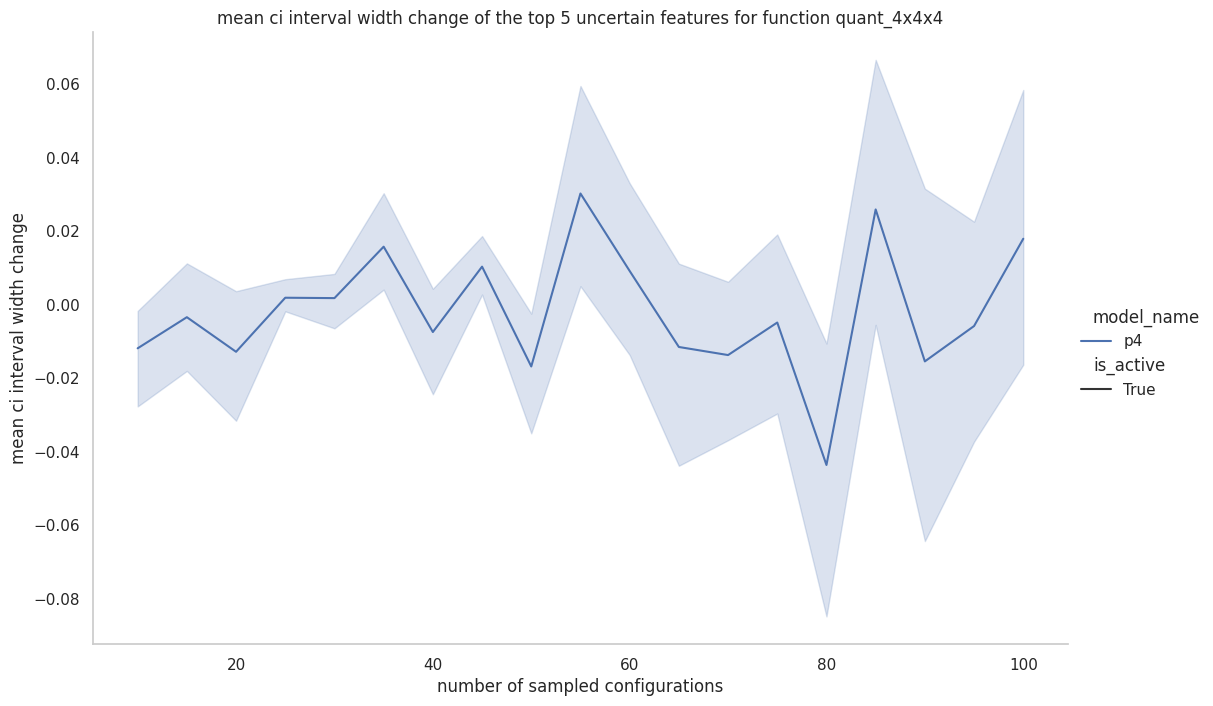 mean ci interval width change of the top 5 uncertain features for function quant_4x4x4
mean ci interval width change
0.06
0.04
0.02
0.00
−0.02
−0.04
−0.06
−0.08
20
40
60
80
100
number of sampled configurations
model_name
p4
is_active
True